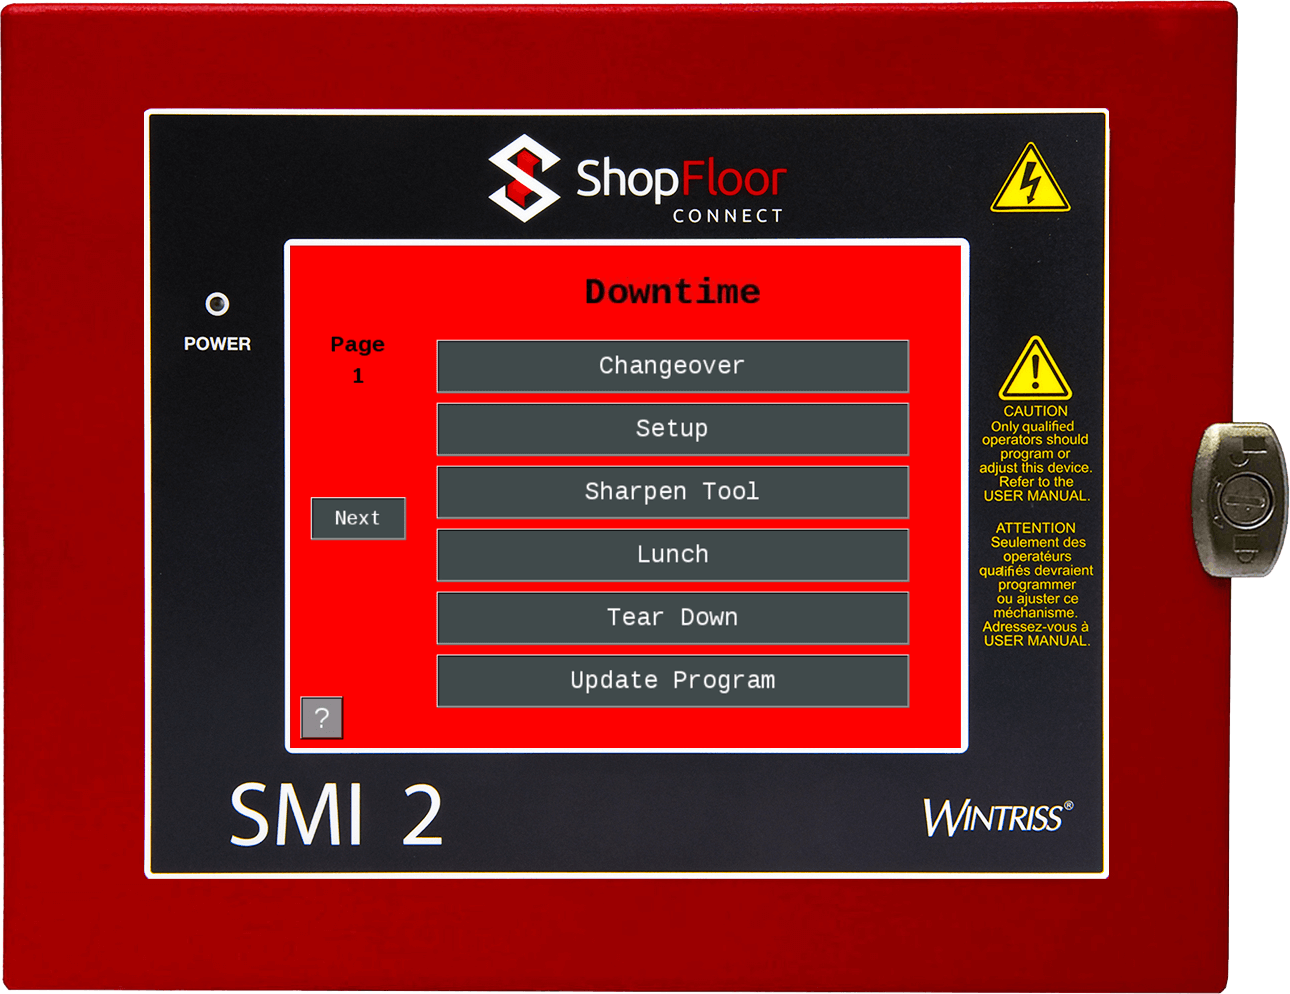 ShopFloor
CONNECT
POWER
Downtime
Page
1
Changeover
Setup
Sharpen Tool
Lunch
Tear Down
Update Program
Next
?
CAUTION
Only qualified
operators should
program or
adjust this device.
Refer to the
USER MANUAL.
ATTENTION
Seulement des
operatéurs
qualifiés devraient
programmer
ou ajuster ce
méchanisme.
Adressez-vous à
USER MANUAL.
SMI 2
WINTRISS®